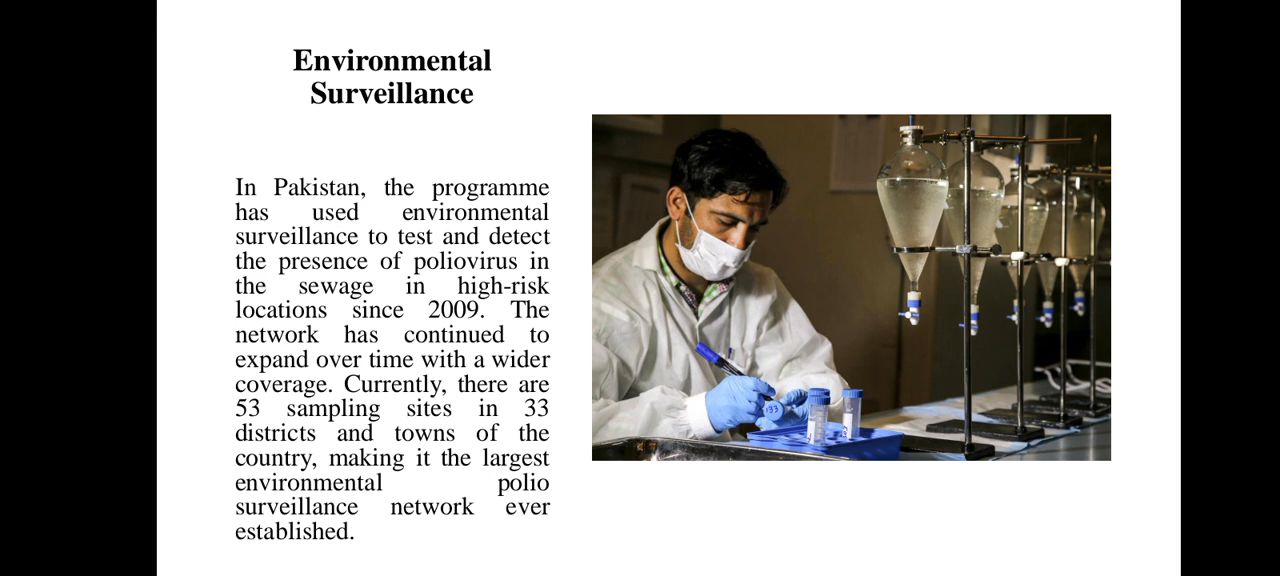 Environmental
Surveillance
In Pakistan, the programme
has used environmental
surveillance to test and detect
the presence of poliovirus in
the sewage in high-risk
locations since 2009. The
network has continued to
expand over time with a wider
coverage. Currently, there are
53 sampling sites in 33
districts and towns of the
country, making it the largest
environmental polio
surveillance network ever
established.